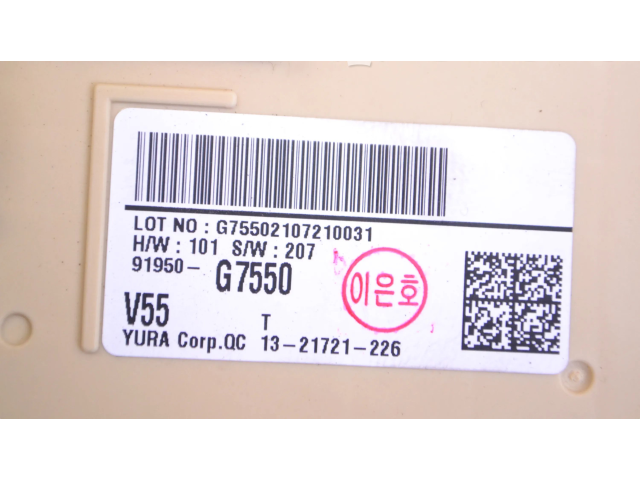 LOT NO : G75502107210031
H/W : 101 S/W : 207
91950- G7550
이은호
V55 T
YURA Corp.QC 13-21721-226